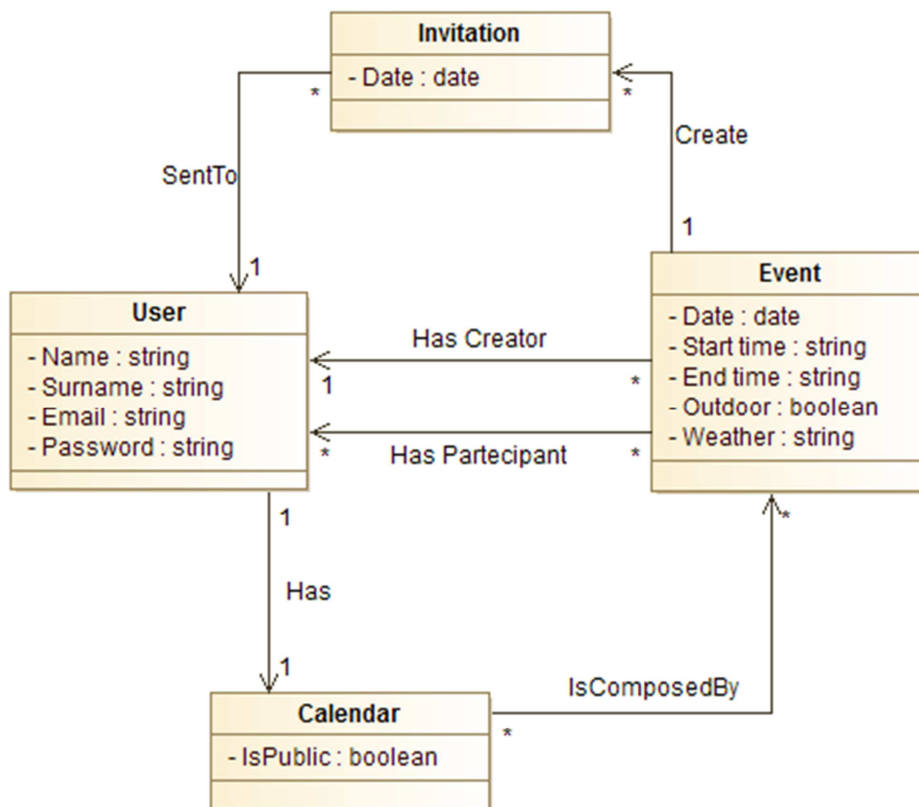 Invitation
- Date : date
*
*
Create
SentTo
1
1
Event
- Date : date
- Start time : string
- End time : string
- Outdoor : boolean
- Weather : string
User
- Name : string
- Surname : string
- Email : string
- Password : string
Has Creator
1
*
Has Partecipant
*
*
1
*
Has
1
IsComposedBy
*
Calendar
- IsPublic : boolean